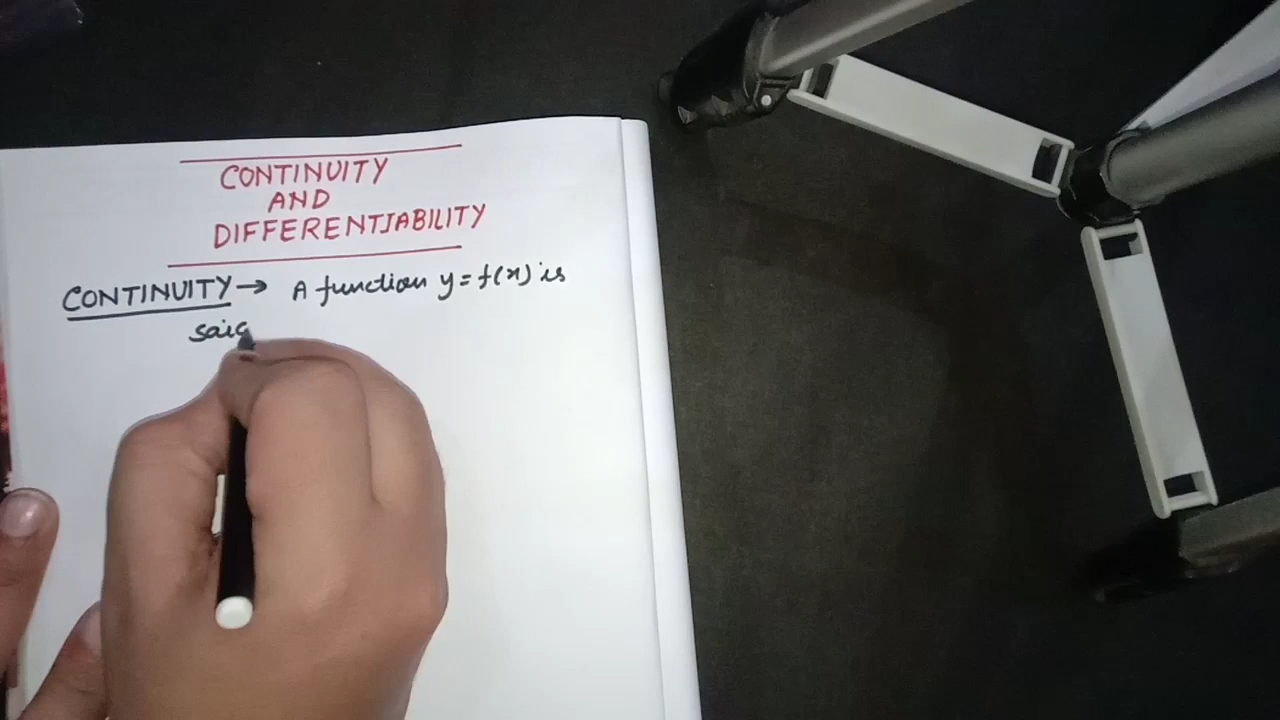 CONTINUITY
AND
DIFFERENTIABILITY
CONTINUITY → A function y = f(x) is